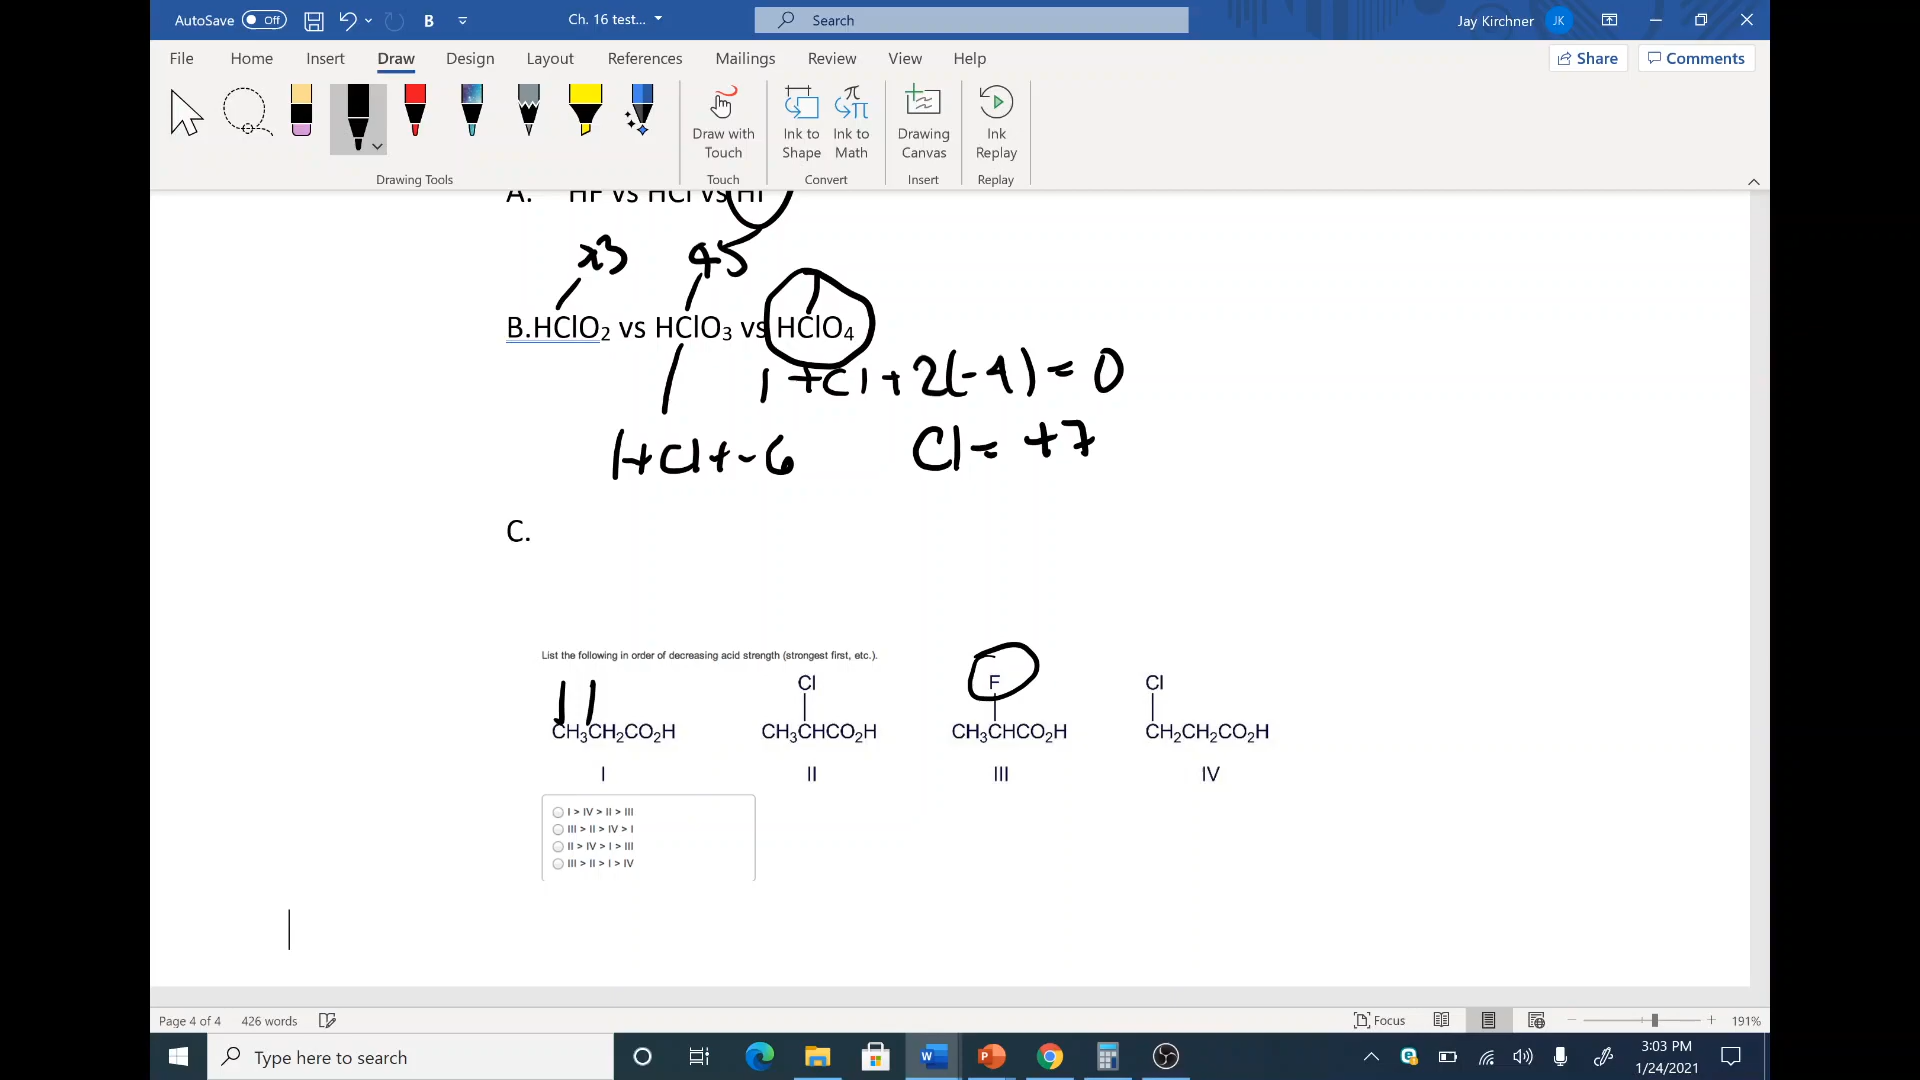 AutoSave Off B Ch. 16 test... Search Jay Kirchner JK
File Home Insert Draw Design Layout References Mailings Review View Help Share Comments
Draw with Touch
Ink to Shape
Ink to Math
Drawing Canvas
Ink Replay
Drawing Tools Touch Convert Insert Replay
A. HF vs HCl vs HI
B.HClO2 vs HClO3 vs HClO4
1 +Cl + 2(-4) = 0
1+Cl+-6 Cl = +7
C.
List the following in order of decreasing acid strength (strongest first, etc.).
Cl F Cl
CH3CH2CO2H CH3CHCO2H CH3CHCO2H CH2CH2CO2H
I II III IV
I > IV > II > III
III > II > IV > I
II > IV > I > III
III > II > I > IV
Page 4 of 4 426 words Focus 191%
Type here to search 3:03 PM
1/24/2021